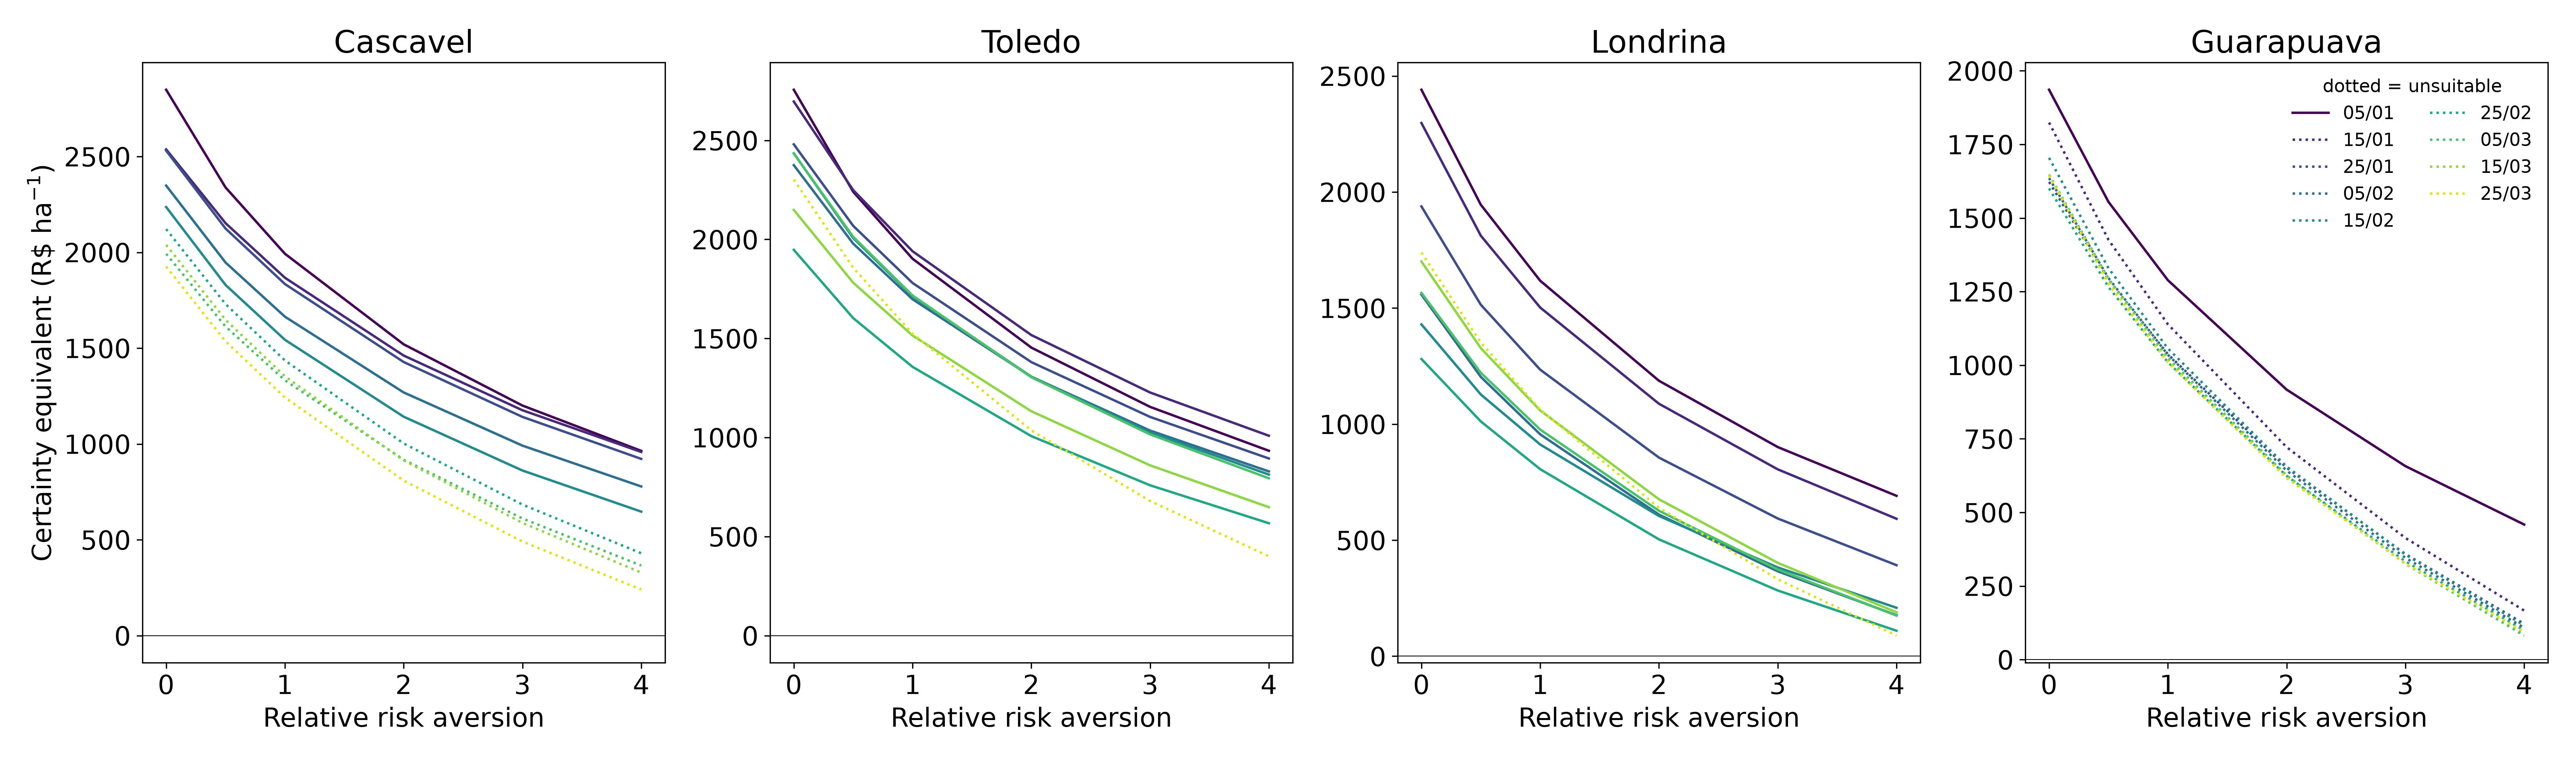 Cascavel
Certainty equivalent (R$ ha⁻¹)
2500
2000
1500
1000
500
0
0 1 2 3 4
Relative risk aversion
Toledo
2500
2000
1500
1000
500
0
0 1 2 3 4
Relative risk aversion
Londrina
2500
2000
1500
1000
500
0
0 1 2 3 4
Relative risk aversion
Guarapuava
2000
1750
1500
1250
1000
750
500
250
0
0 1 2 3 4
Relative risk aversion
dotted = unsuitable
05/01
15/01
25/01
05/02
15/02
25/02
05/03
15/03
25/03